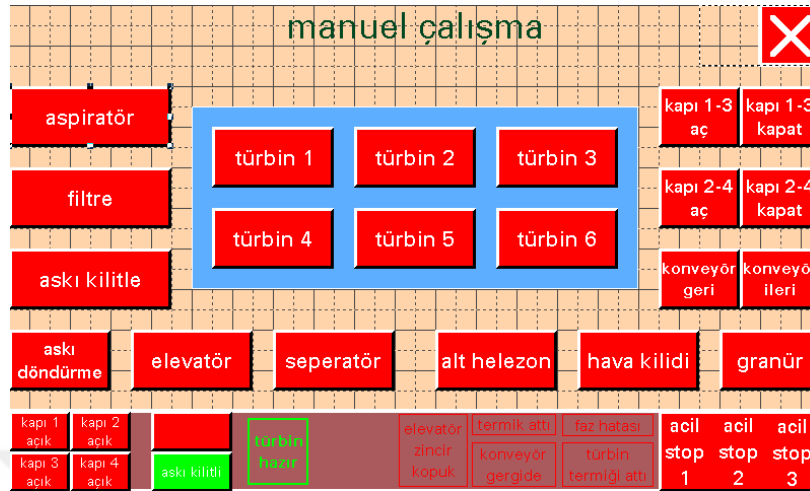 manuel çalışma
aspiratör
kapı 1-3 aç
kapı 1-3 kapat
türbin 1
türbin 2
türbin 3
filtre
kapı 2-4 aç
kapı 2-4 kapat
türbin 4
türbin 5
türbin 6
askı kilitle
konveyör geri
konveyör ileri
askı döndürme
elevatör
seperatör
alt helezon
hava kilidi
granür
kapı 1 açık
kapı 2 açık
kapı 3 açık
kapı 4 açık
askı kilitli
türbin hazır
elevatör zincir kopuk
termik attı
faz hatası
konveyör gergide
türbin termiği attı
acil stop 1
acil stop 2
acil stop 3